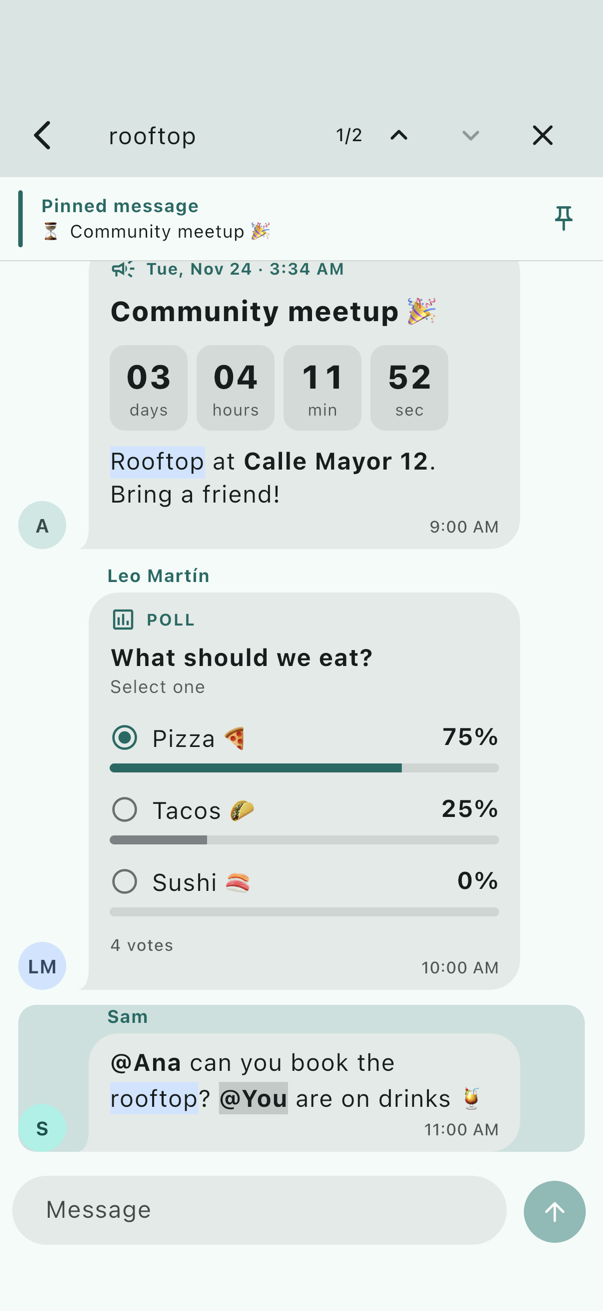 rooftop 1/2
Pinned message
⏳ Community meetup 🎉
Tue, Nov 24 · 3:34 AM
Community meetup 🎉
03 04 11 52
days hours min sec
Rooftop at Calle Mayor 12.
Bring a friend!
9:00 AM
A
Leo Martín
POLL
What should we eat?
Select one
Pizza 🍕 75%
Tacos 🌮 25%
Sushi 🍣 0%
4 votes
LM
10:00 AM
Sam
@Ana can you book the
rooftop? @You are on drinks 🍹
S
11:00 AM
Message